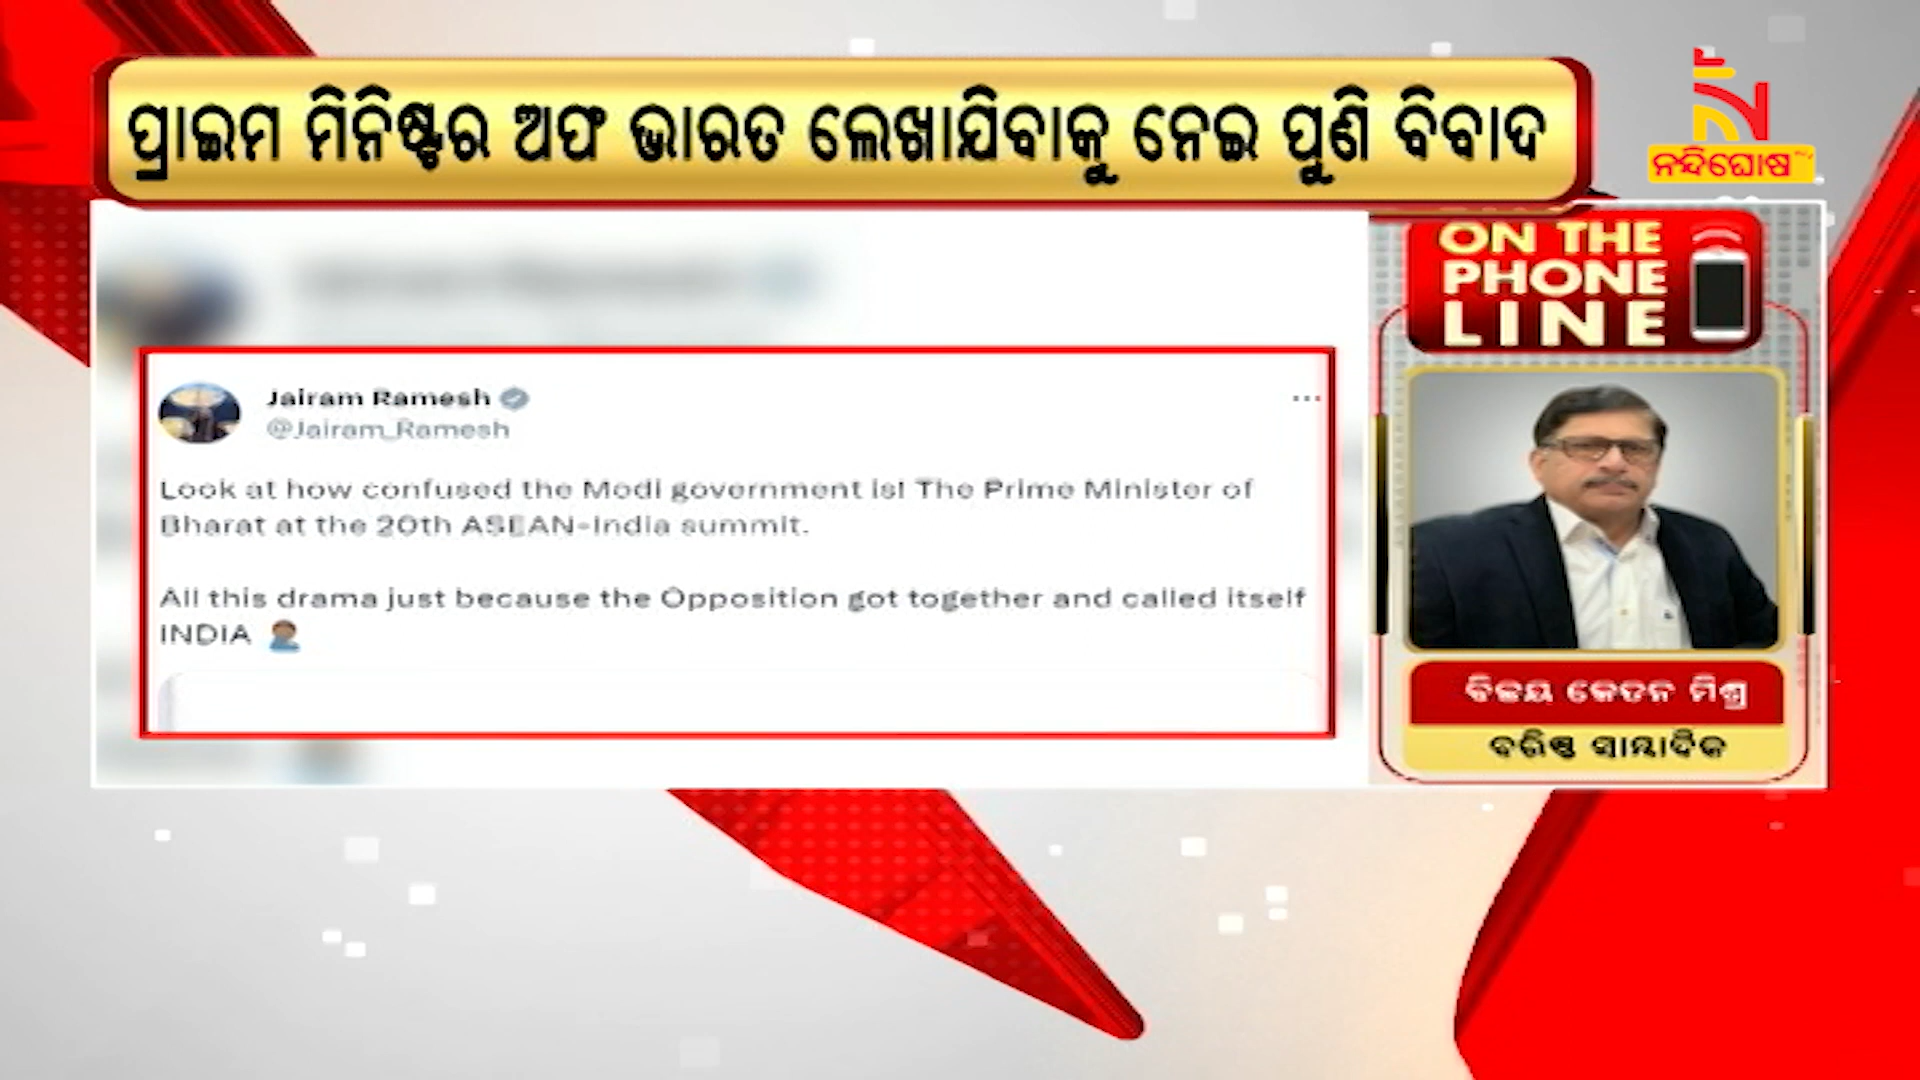 ପ୍ରାଇମ ମିନିଷ୍ଟର ଅଫ ଭାରତ ଲେଖାଯିବାକୁ ନେଇ ପୁଣି ବିବାଦ
ନନ୍ଦିଘୋଷ
ON THE
PHONE
LINE
Jairam Ramesh
@Jairam_Ramesh
Look at how confused the Modi government is! The Prime Minister of
Bharat at the 20th ASEAN-India summit.
All this drama just because the Opposition got together and called itself
INDIA 🤦🏽‍♂️
ବିଜୟ କେତନ ମିଶ୍ର
ବରିଷ୍ଠ ସାମ୍ବାଦିକ